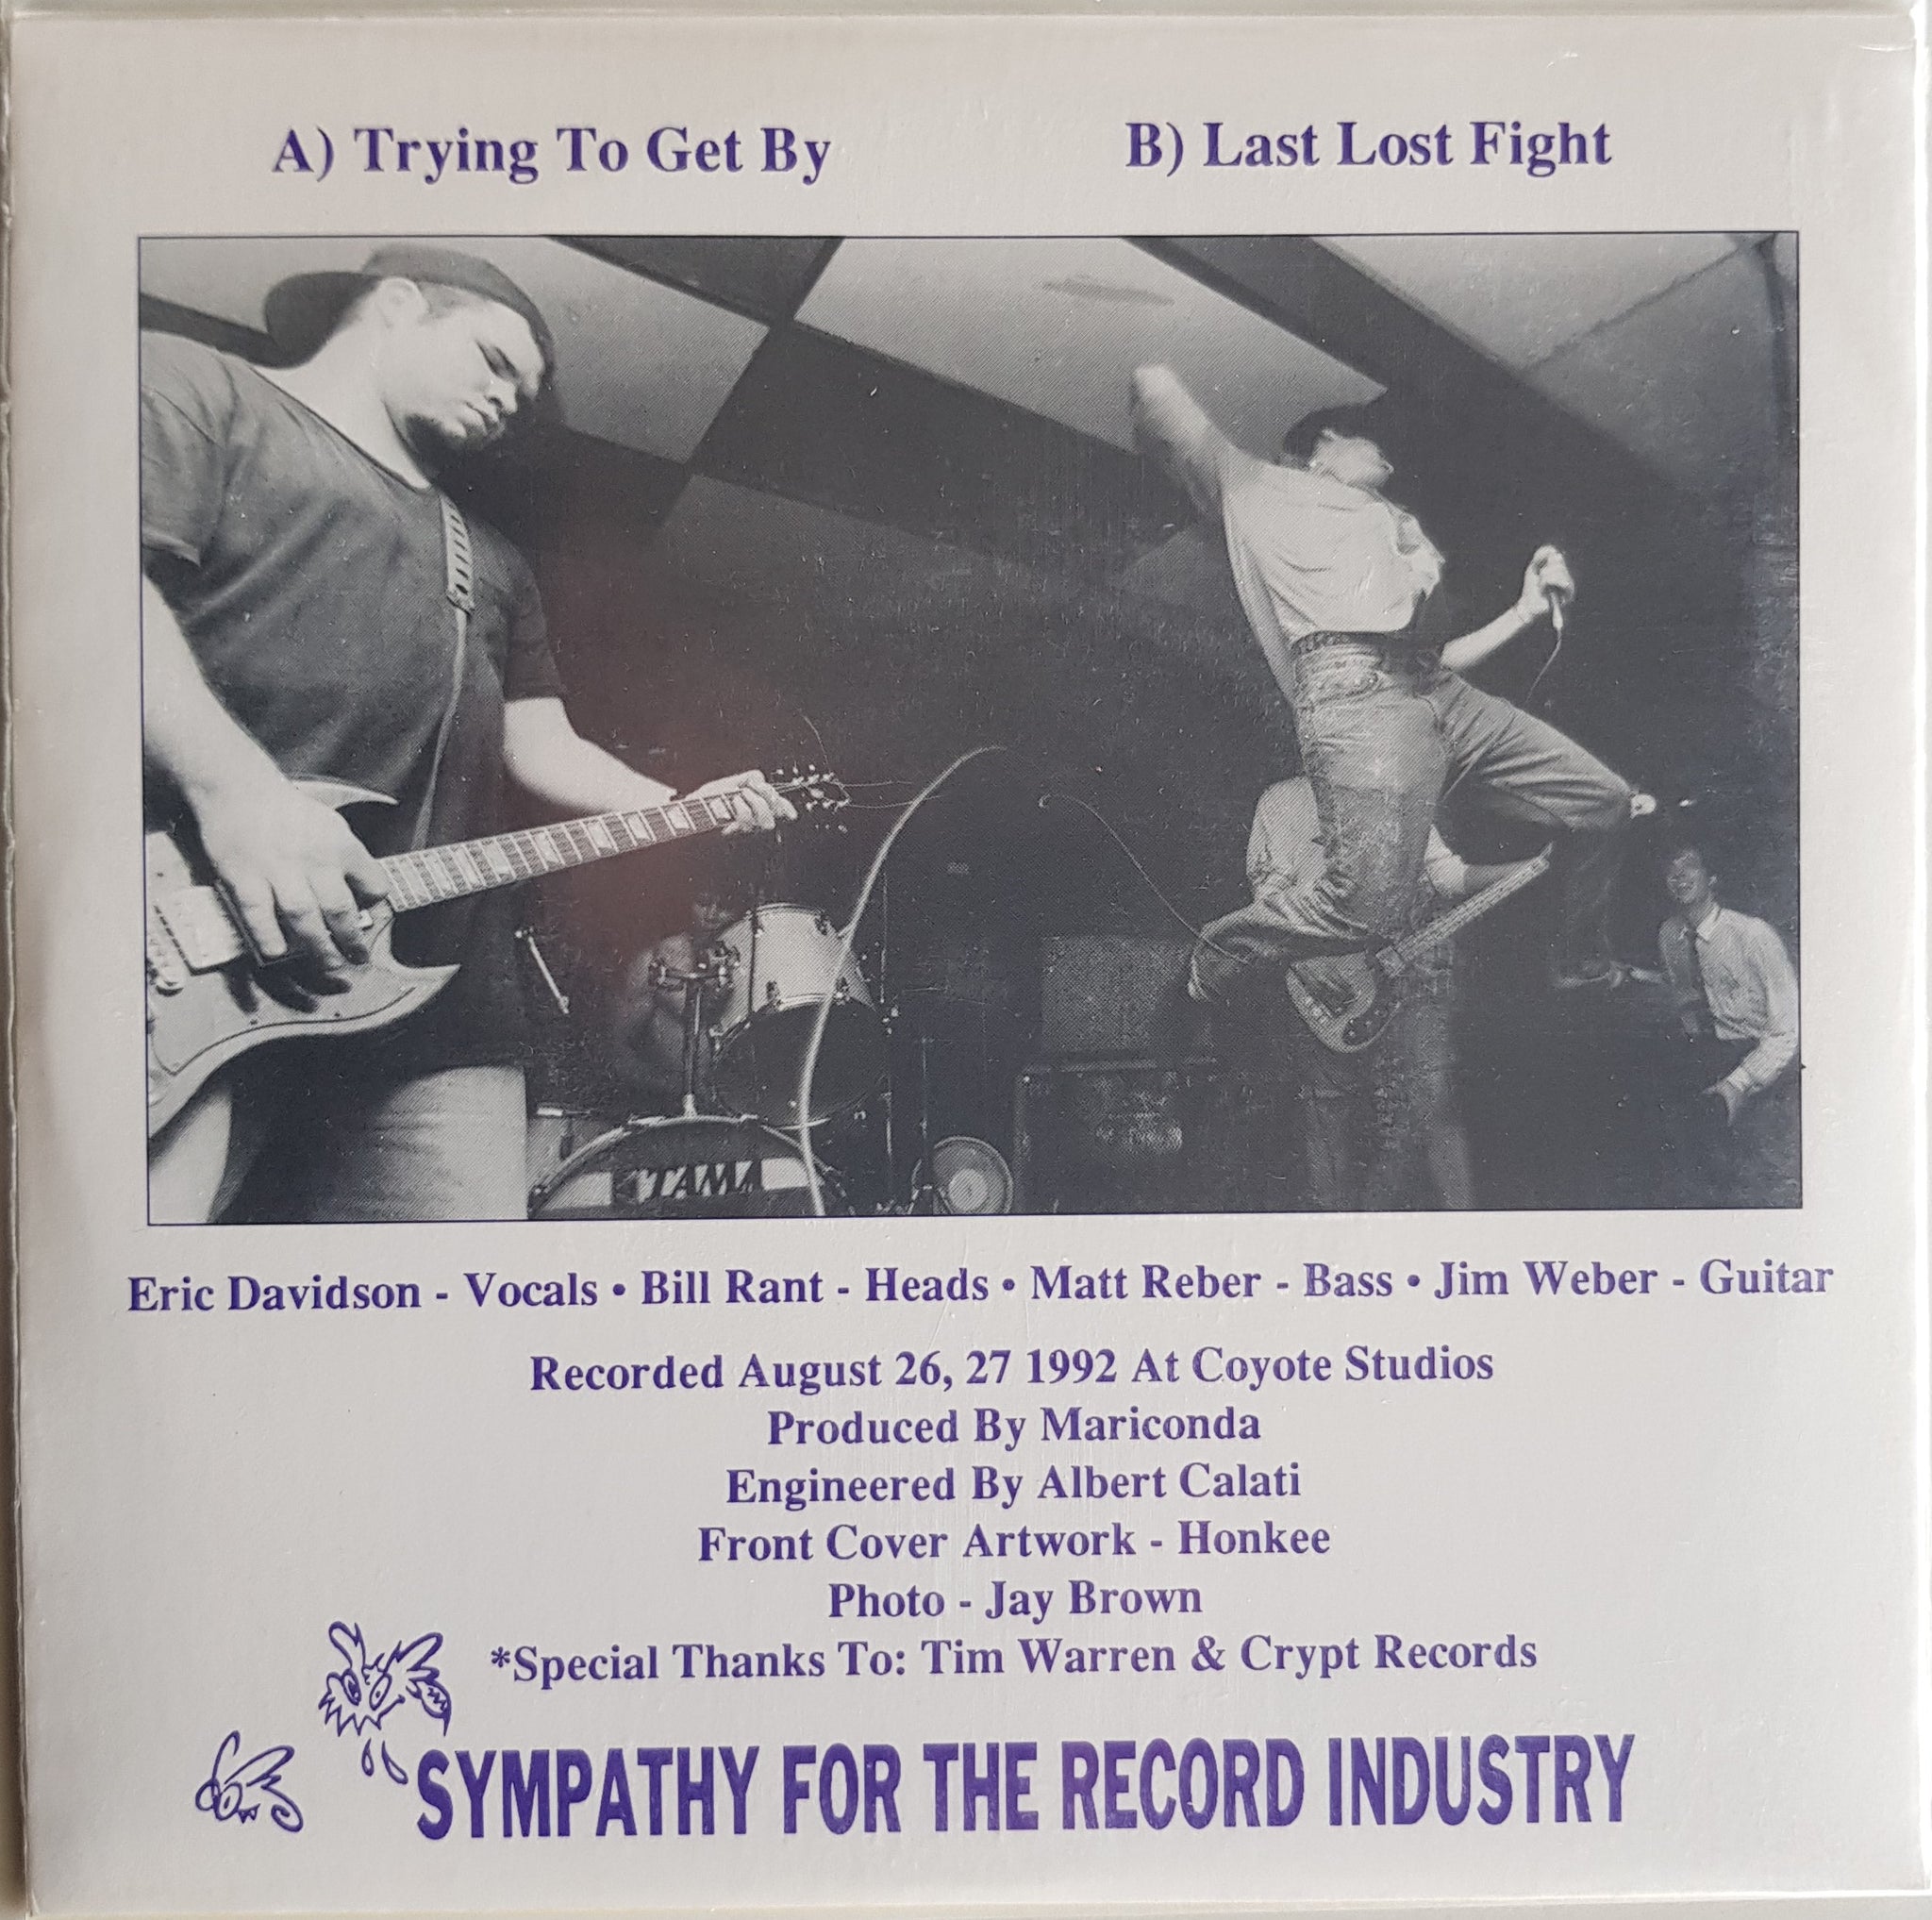 A) Trying To Get By
B) Last Lost Fight
TAMA
Eric Davidson - Vocals • Bill Rant - Heads • Matt Reber - Bass • Jim Weber - Guitar
Recorded August 26, 27 1992 At Coyote Studios
Produced By Mariconda
Engineered By Albert Calati
Front Cover Artwork - Honkee
Photo - Jay Brown
*Special Thanks To: Tim Warren & Crypt Records
SYMPATHY FOR THE RECORD INDUSTRY